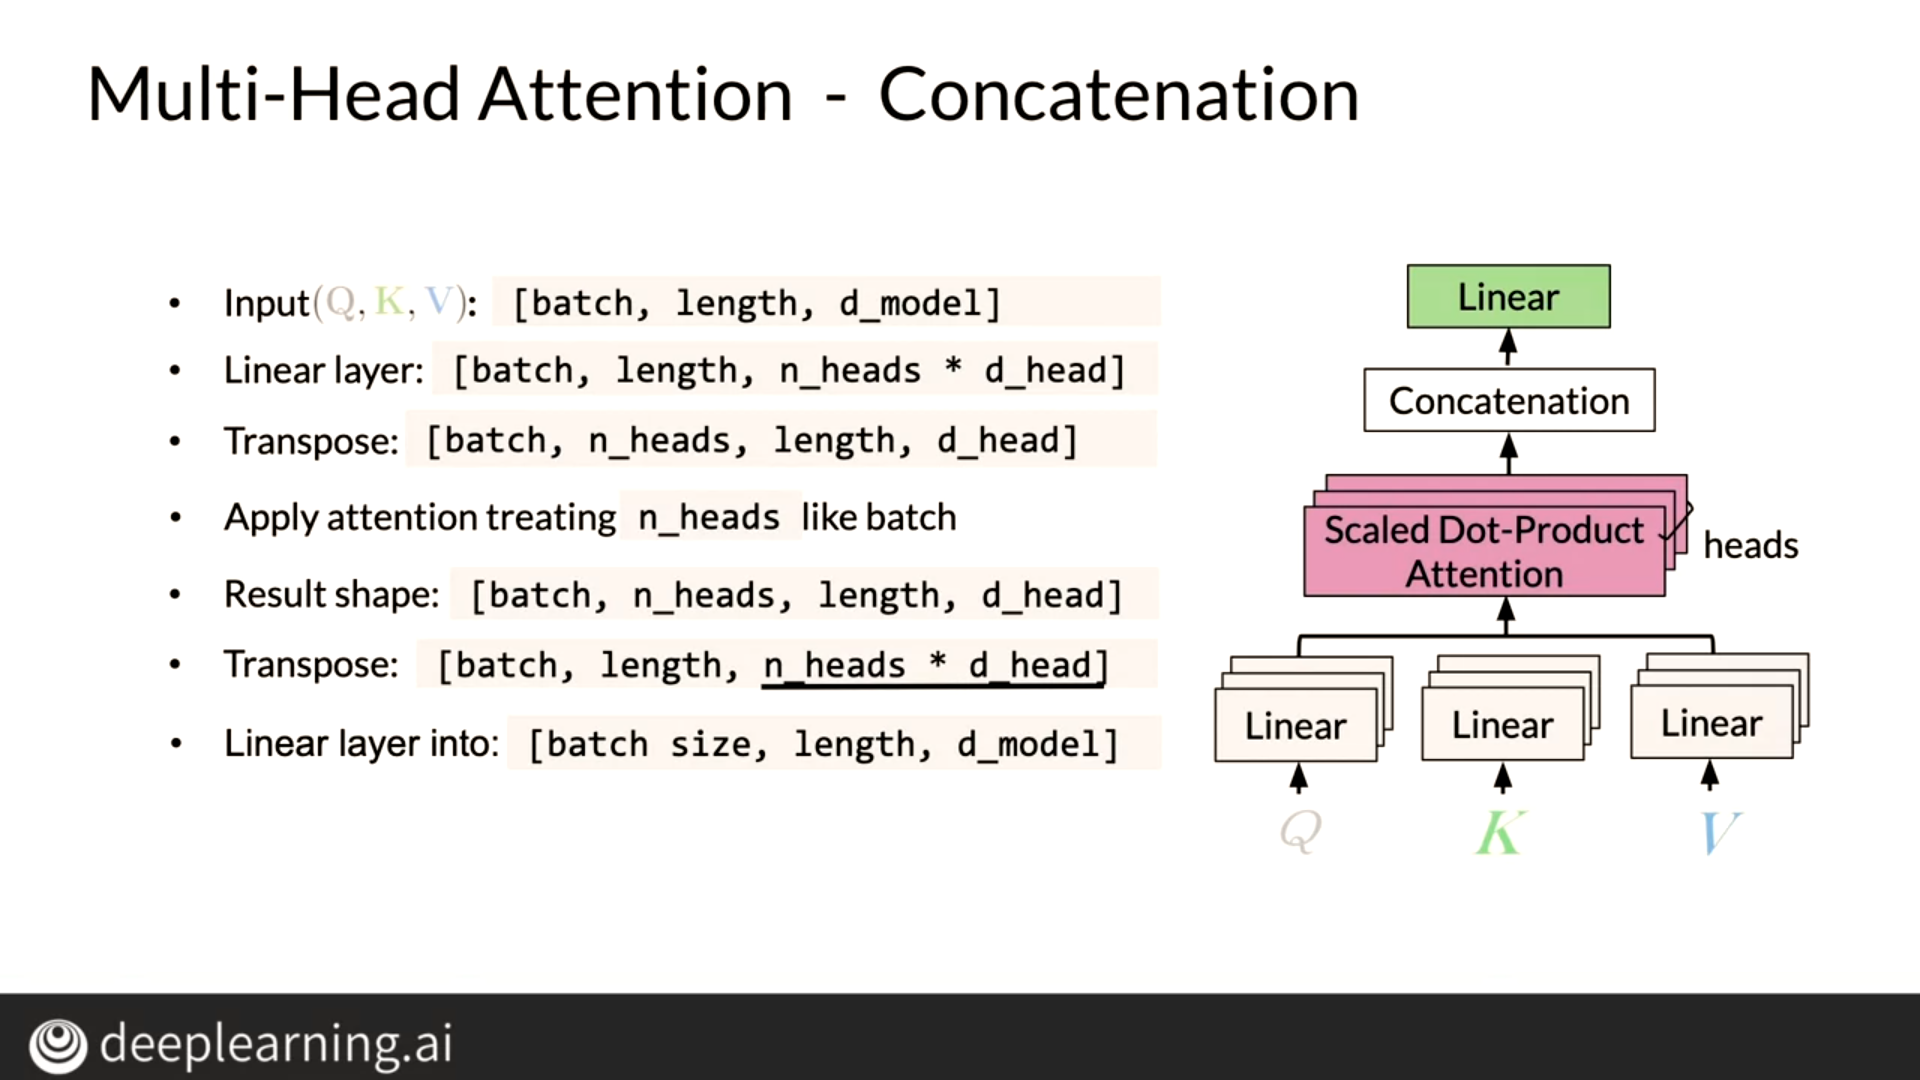 Multi-Head Attention - Concatenation
• Input(Q, K, V): [batch, length, d_model]
• Linear layer: [batch, length, n_heads * d_head]
• Transpose: [batch, n_heads, length, d_head]
• Apply attention treating n_heads like batch
• Result shape: [batch, n_heads, length, d_head]
• Transpose: [batch, length, n_heads * d_head]
• Linear layer into: [batch size, length, d_model]
Linear
Concatenation
Scaled Dot-Product
Attention
heads
Linear Linear Linear
Q K V
deeplearning.ai